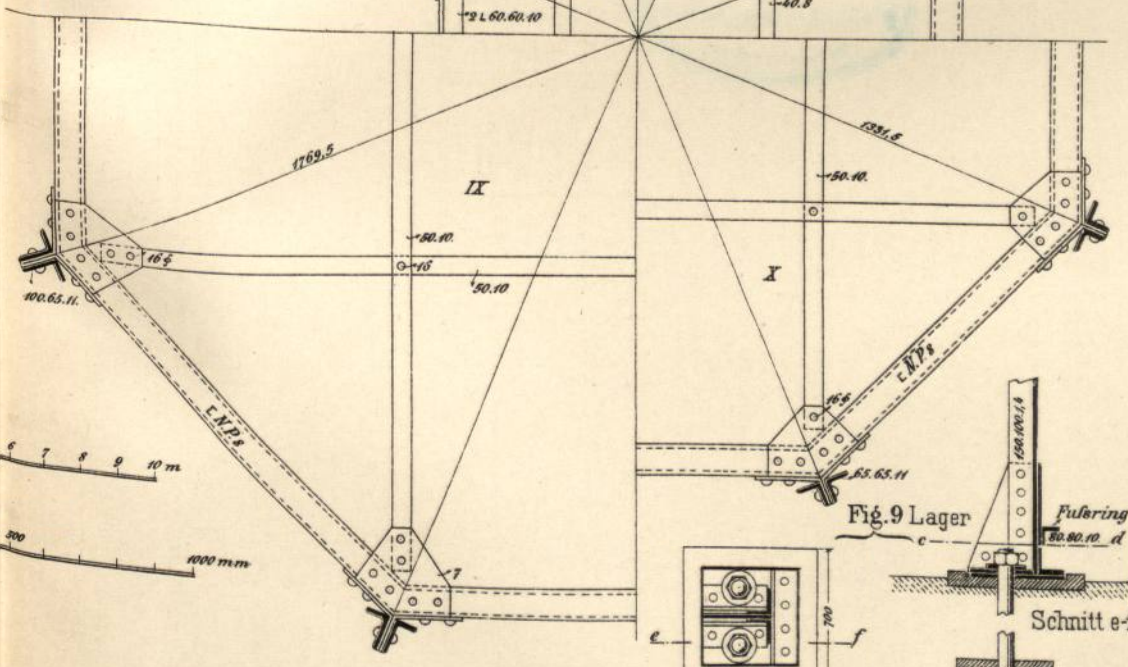 2 L 60.60.10
40.8
1769,5
1331,5
IX
50.10.
50.10.
16
50.10
X
16 ϕ
100.65.11.
⊏ N.P. 8
⊏ N.P. 8
16 ϕ
65.65.11
6 7 8 9 10 m
500 1000 mm
7
Fig. 9 Lager
c d
Fußring
80.80.10
150.100.14
700
e f
Schnitt e-f